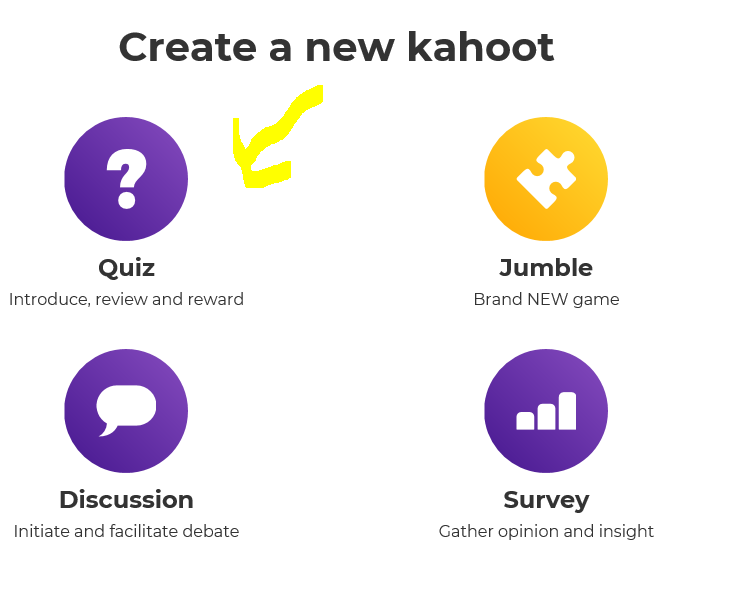 Create a new kahoot
Quiz
Introduce, review and reward
Jumble
Brand NEW game
Discussion
Initiate and facilitate debate
Survey
Gather opinion and insight